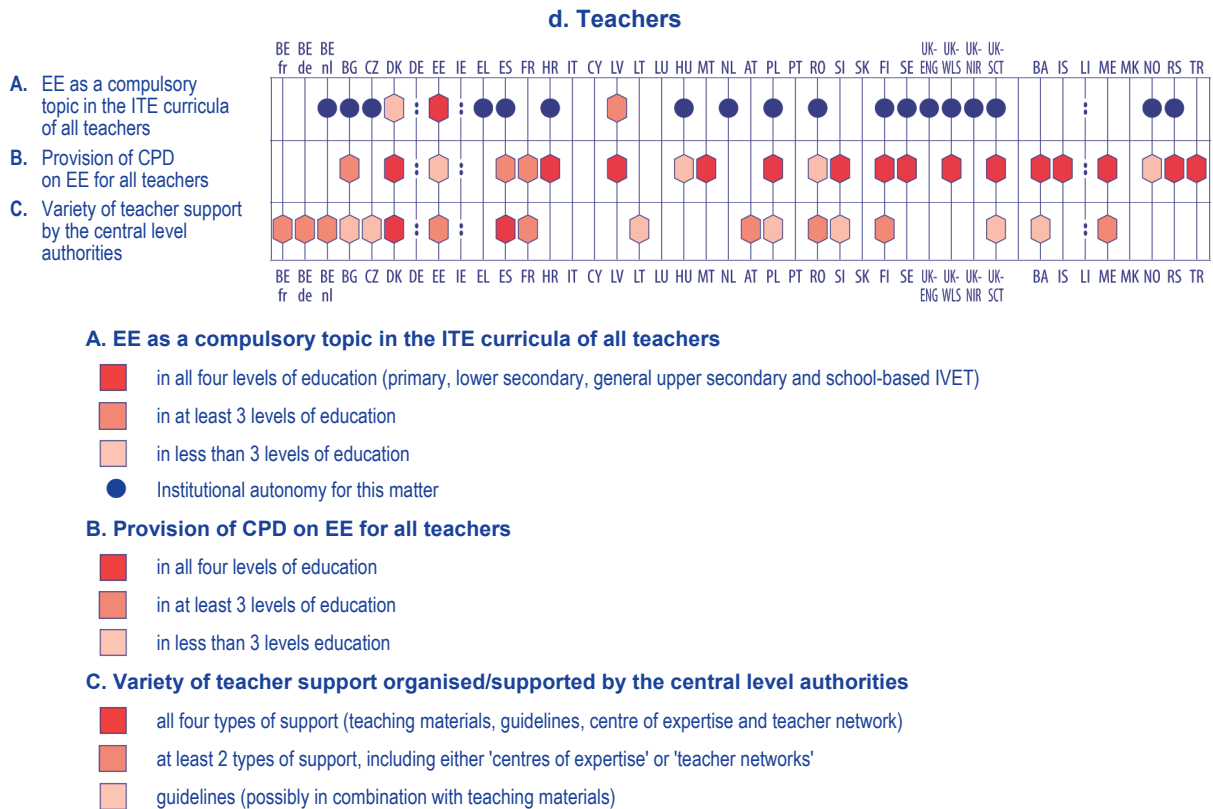 d. Teachers
BE BE BE UK- UK- UK- UK-
fr de nl BG CZ DK DE EE IE EL ES FR HR IT CY LV LT LU HU MT NL AT PL PT RO SI SK FI SE ENG WLS NIR SCT BA IS LI ME MK NO RS TR
A. EE as a compulsory
topic in the ITE curricula
of all teachers
B. Provision of CPD
on EE for all teachers
C. Variety of teacher support
by the central level
authorities
BE BE BE BG CZ DK DE EE IE EL ES FR HR IT CY LV LT LU HU MT NL AT PL PT RO SI SK FI SE UK- UK- UK- UK- BA IS LI ME MK NO RS TR
fr de nl ENG WLS NIR SCT
A. EE as a compulsory topic in the ITE curricula of all teachers
in all four levels of education (primary, lower secondary, general upper secondary and school-based IVET)
in at least 3 levels of education
in less than 3 levels of education
Institutional autonomy for this matter
B. Provision of CPD on EE for all teachers
in all four levels of education
in at least 3 levels of education
in less than 3 levels education
C. Variety of teacher support organised/supported by the central level authorities
all four types of support (teaching materials, guidelines, centre of expertise and teacher network)
at least 2 types of support, including either 'centres of expertise' or 'teacher networks'
guidelines (possibly in combination with teaching materials)